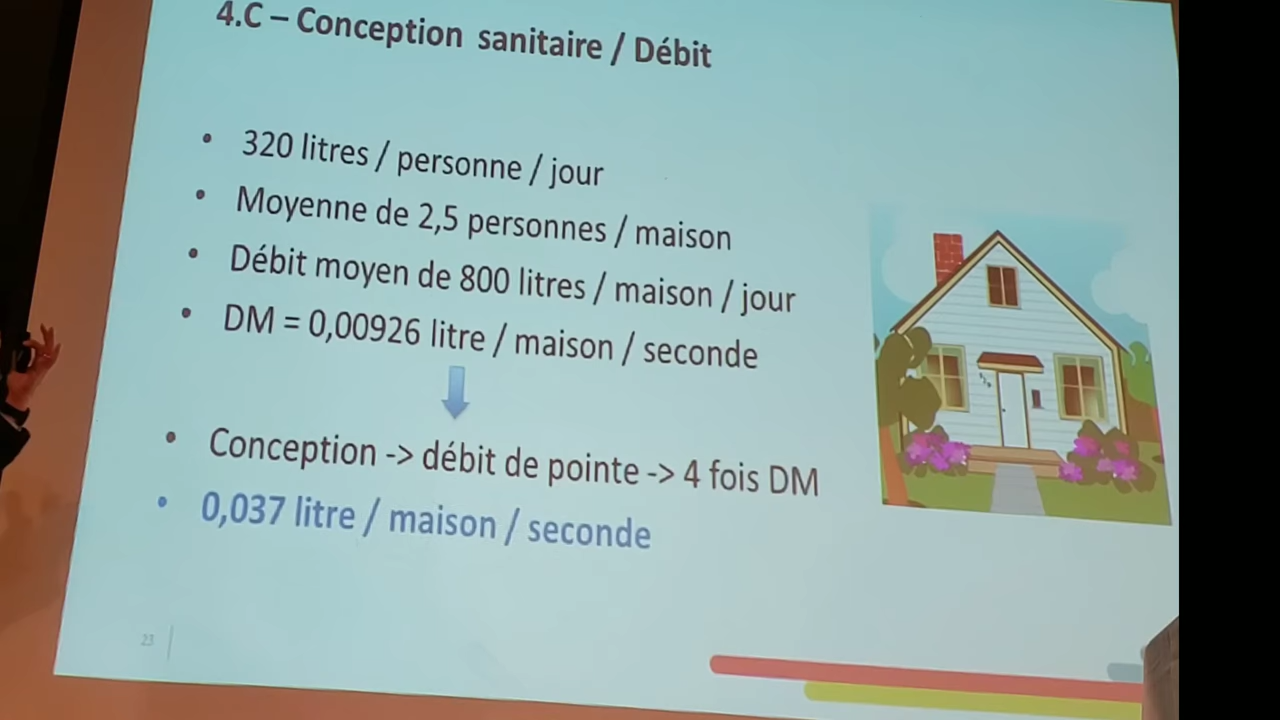 4.C – Conception sanitaire / Débit
• 320 litres / personne / jour
• Moyenne de 2,5 personnes / maison
• Débit moyen de 800 litres / maison / jour
• DM = 0,00926 litre / maison / seconde
• Conception -> débit de pointe -> 4 fois DM
• 0,037 litre / maison / seconde
23